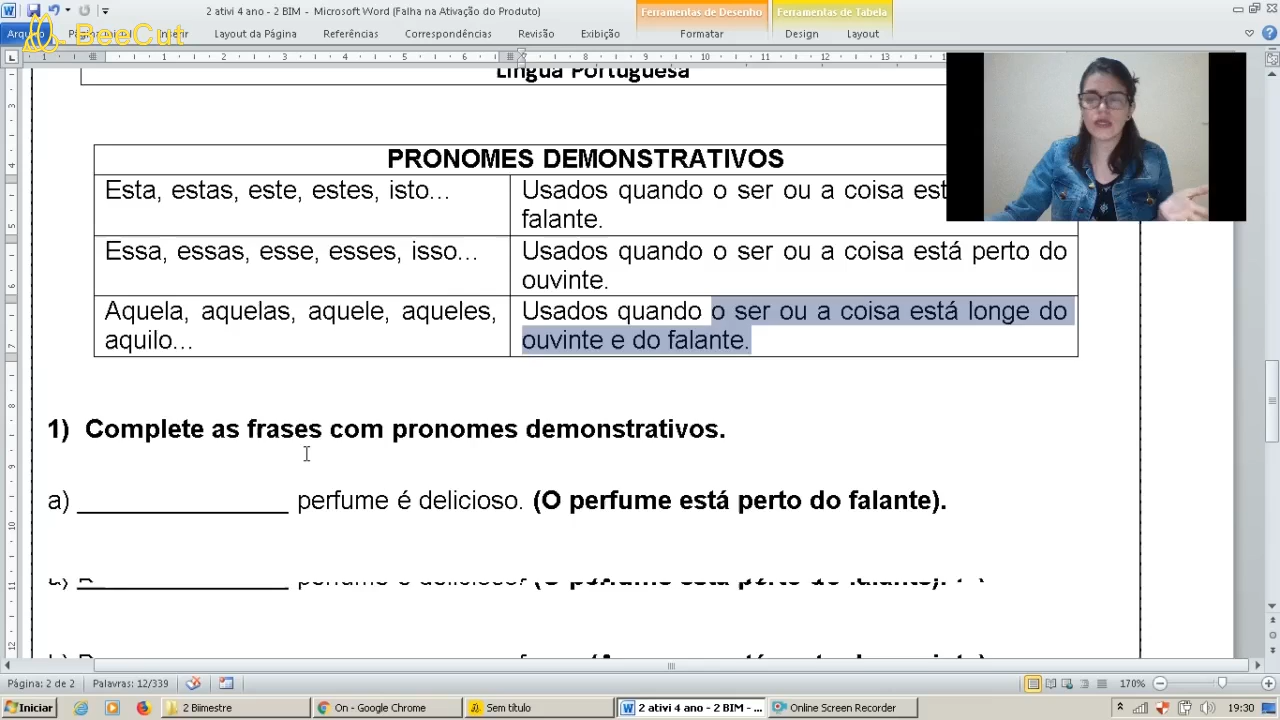 2 ativi 4 ano - 2 BIM - Microsoft Word (Falha na Ativação do Produto)
Ferramentas de Desenho
Ferramentas de Tabela
BeeCut
Inserir
Layout da Página
Referências
Correspondências
Revisão
Exibição
Formatar
Design
Layout
Língua Portuguesa
PRONOMES DEMONSTRATIVOS
Esta, estas, este, estes, isto...
Usados quando o ser ou a coisa
falante.
Essa, essas, esse, esses, isso...
Usados quando o ser ou a coisa está perto do
ouvinte.
Aquela, aquelas, aquele, aqueles,
aquilo...
Usados quando o ser ou a coisa está longe do
ouvinte e do falante.
1) Complete as frases com pronomes demonstrativos.
a) ______________ perfume é delicioso. (O perfume está perto do falante).
Página: 2 de 2
Palavras: 12/339
170%
Iniciar
2 Bimestre
On - Google Chrome
Sem título
2 ativi 4 ano - 2 BIM - ...
Online Screen Recorder
19:30